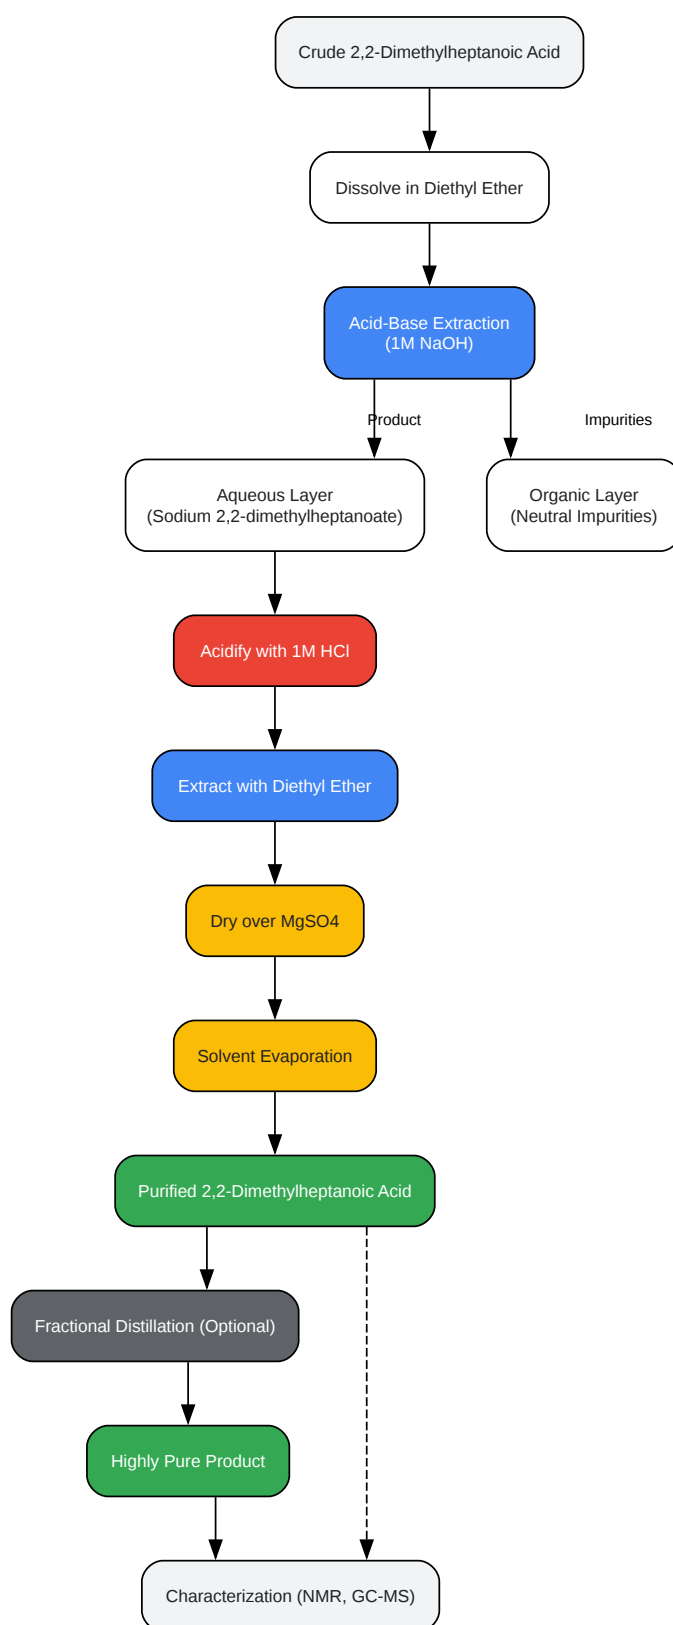 Crude 2,2-Dimethylheptanoic Acid
Dissolve in Diethyl Ether
Acid-Base Extraction
(1M NaOH)
Product
Impurities
Aqueous Layer
(Sodium 2,2-dimethylheptanoate)
Organic Layer
(Neutral Impurities)
Acidify with 1M HCl
Extract with Diethyl Ether
Dry over MgSO4
Solvent Evaporation
Purified 2,2-Dimethylheptanoic Acid
Fractional Distillation (Optional)
Highly Pure Product
Characterization (NMR, GC-MS)